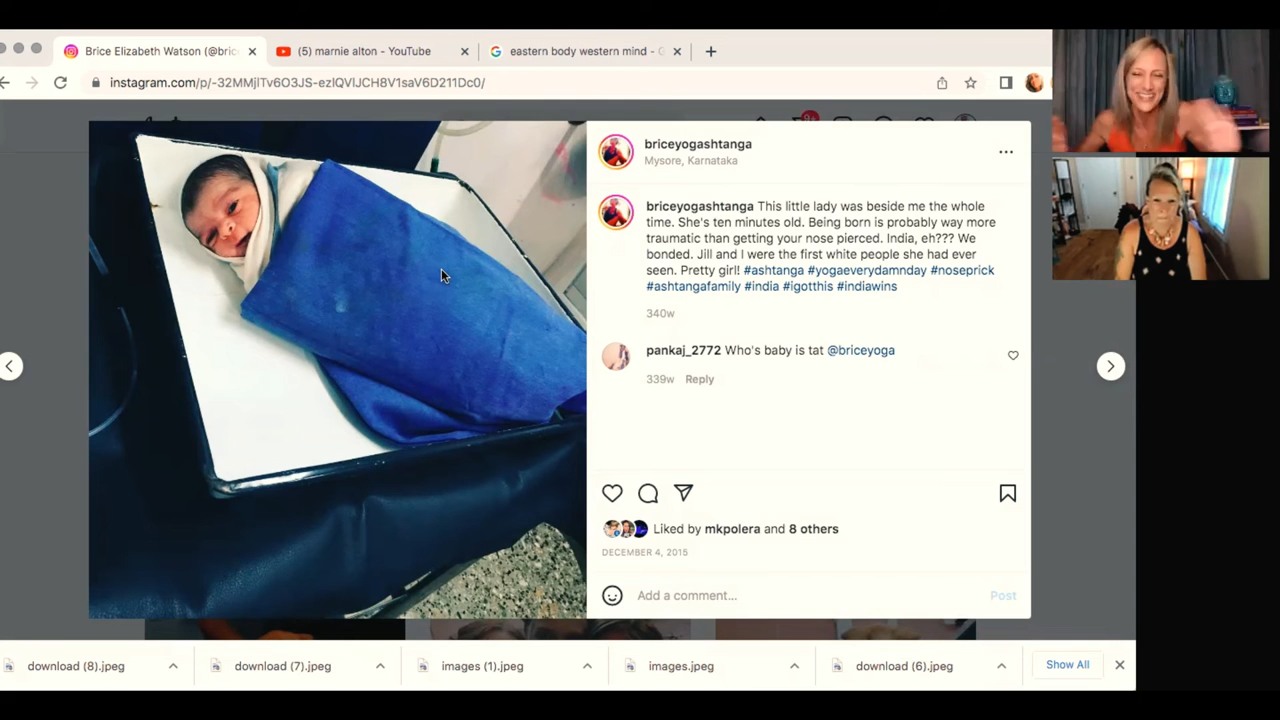 Brice Elizabeth Watson (@bric
(5) marnie alton - YouTube
eastern body western mind - G
instagram.com/p/-32MMjlTv6O3JS-ezlQVlJCH8V1saV6D211Dc0/
briceyogashtanga
Mysore, Karnataka
briceyogashtanga This little lady was beside me the whole
time. She's ten minutes old. Being born is probably way more
traumatic than getting your nose pierced. India, eh??? We
bonded. Jill and I were the first white people she had ever
seen. Pretty girl! #ashtanga #yogaeverydamnday #noseprick
#ashtangafamily #india #igotthis #indiawins
340w
pankaj_2772 Who's baby is tat @briceyoga
339w Reply
Liked by mkpolera and 8 others
DECEMBER 4, 2015
Add a comment...
Post
download (8).jpeg
download (7).jpeg
images (1).jpeg
images.jpeg
download (6).jpeg
Show All